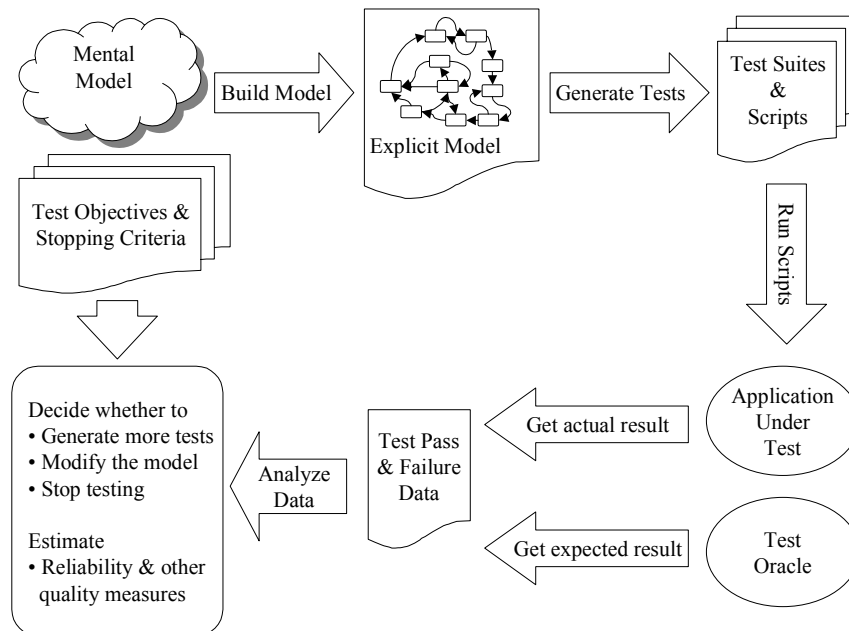 Mental
Model
Build Model
Explicit Model
Generate Tests
Test Suites
&
Scripts
Test Objectives &
Stopping Criteria
Run Scripts
Decide whether to
• Generate more tests
• Modify the model
• Stop testing
Estimate
• Reliability & other
quality measures
Analyze
Data
Test Pass
& Failure
Data
Get actual result
Application
Under
Test
Get expected result
Test
Oracle